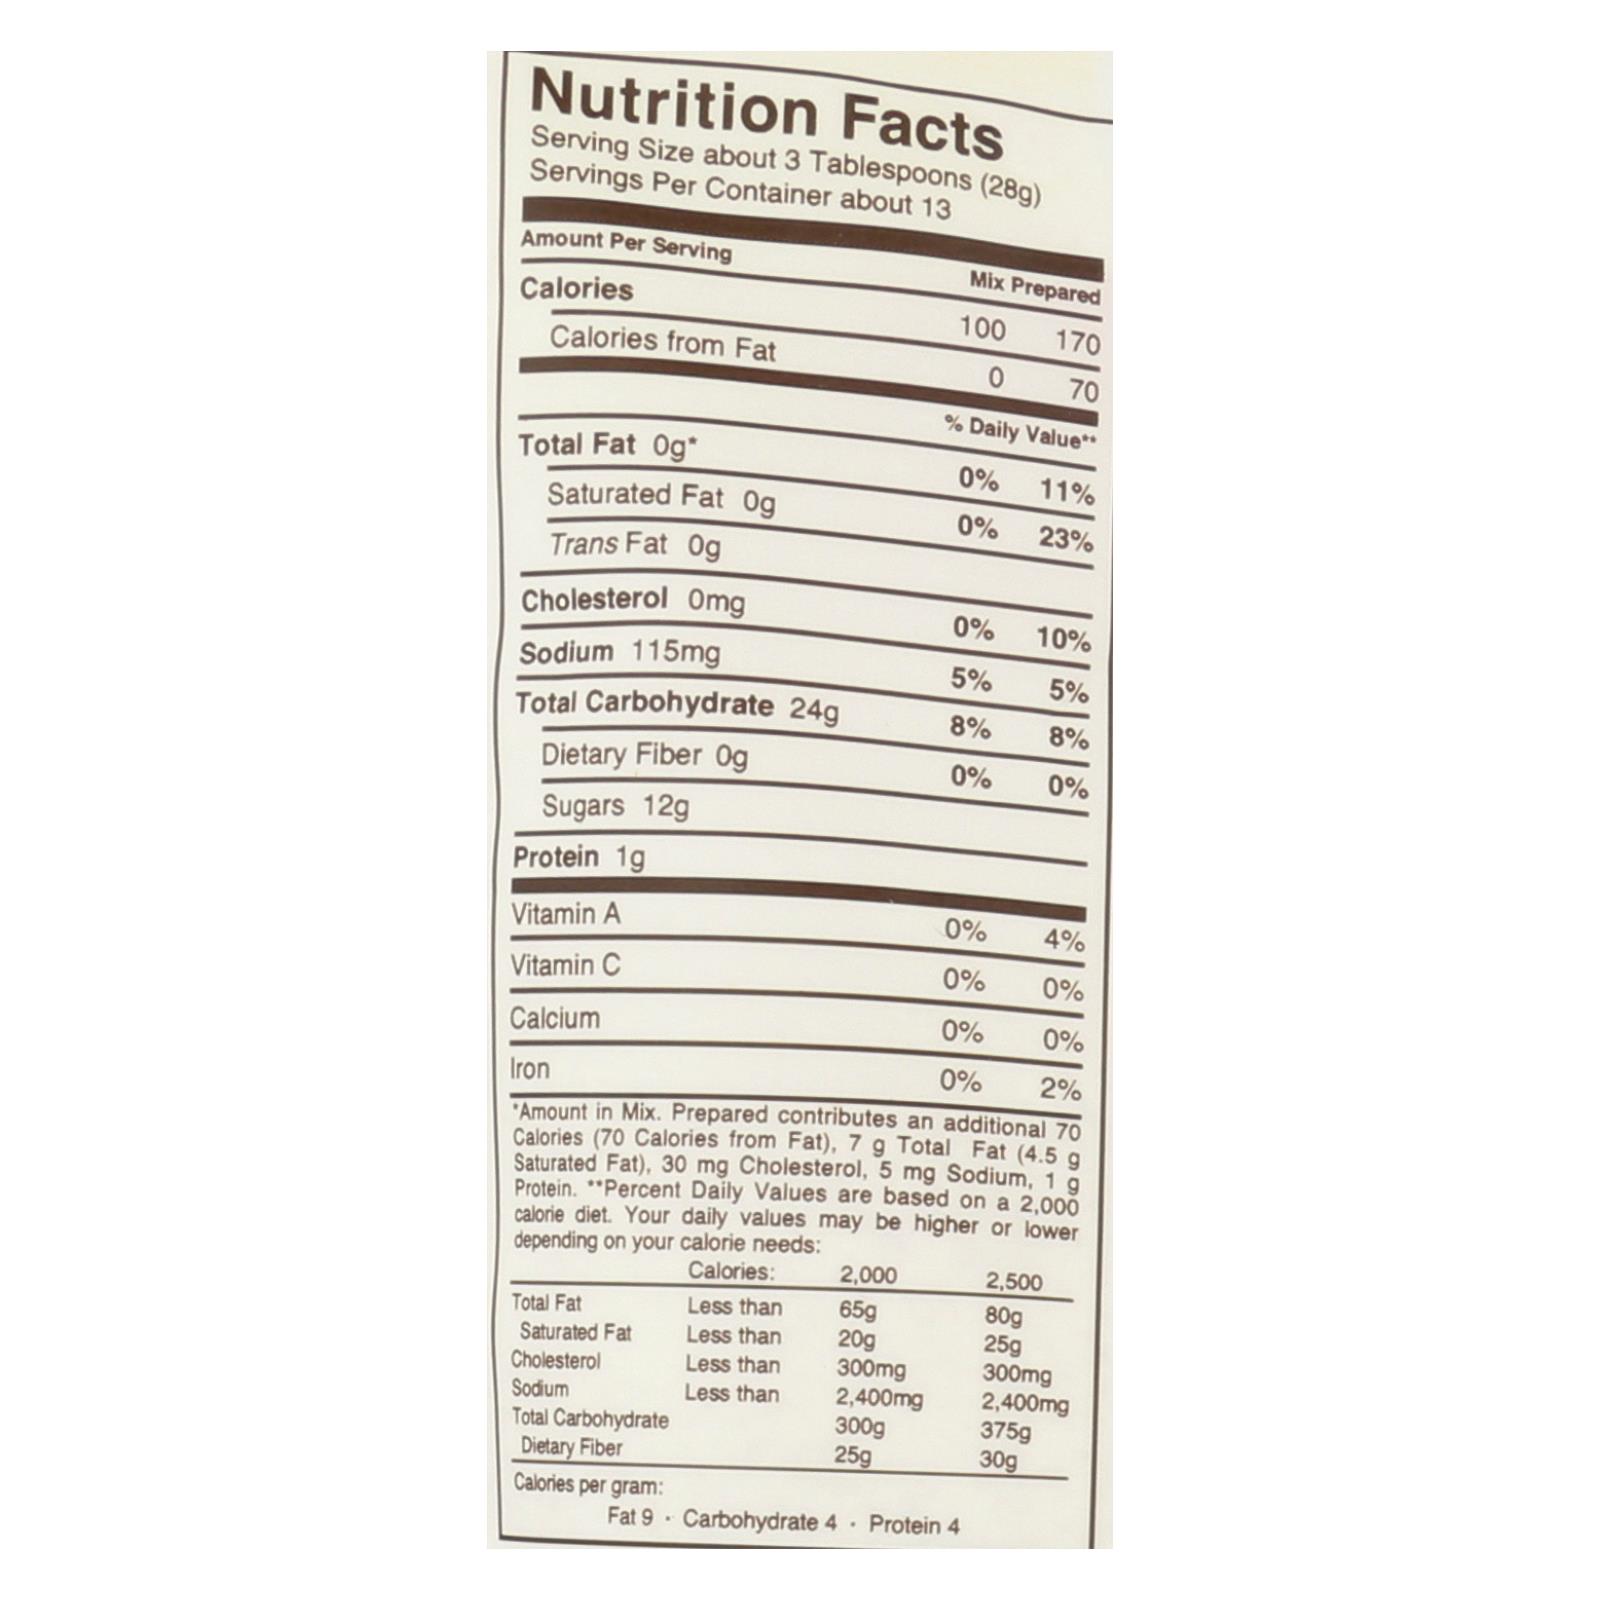 Nutrition Facts
Serving Size about 3 Tablespoons (28g)
Servings Per Container about 13
Amount Per Serving
Mix Prepared
Calories 100 170
Calories from Fat 0 70
% Daily Value**
Total Fat 0g* 0% 11%
Saturated Fat 0g 0% 23%
Trans Fat 0g
Cholesterol 0mg 0% 10%
Sodium 115mg 5% 5%
Total Carbohydrate 24g 8% 8%
Dietary Fiber 0g 0% 0%
Sugars 12g
Protein 1g
Vitamin A 0% 4%
Vitamin C 0% 0%
Calcium 0% 0%
Iron 0% 2%
*Amount in Mix. Prepared contributes an additional 70
Calories (70 Calories from Fat), 7 g Total Fat (4.5 g
Saturated Fat), 30 mg Cholesterol, 5 mg Sodium, 1 g
Protein. **Percent Daily Values are based on a 2,000
calorie diet. Your daily values may be higher or lower
depending on your calorie needs:
Calories: 2,000 2,500
Total Fat Less than 65g 80g
Saturated Fat Less than 20g 25g
Cholesterol Less than 300mg 300mg
Sodium Less than 2,400mg 2,400mg
Total Carbohydrate 300g 375g
Dietary Fiber 25g 30g
Calories per gram:
Fat 9 · Carbohydrate 4 · Protein 4